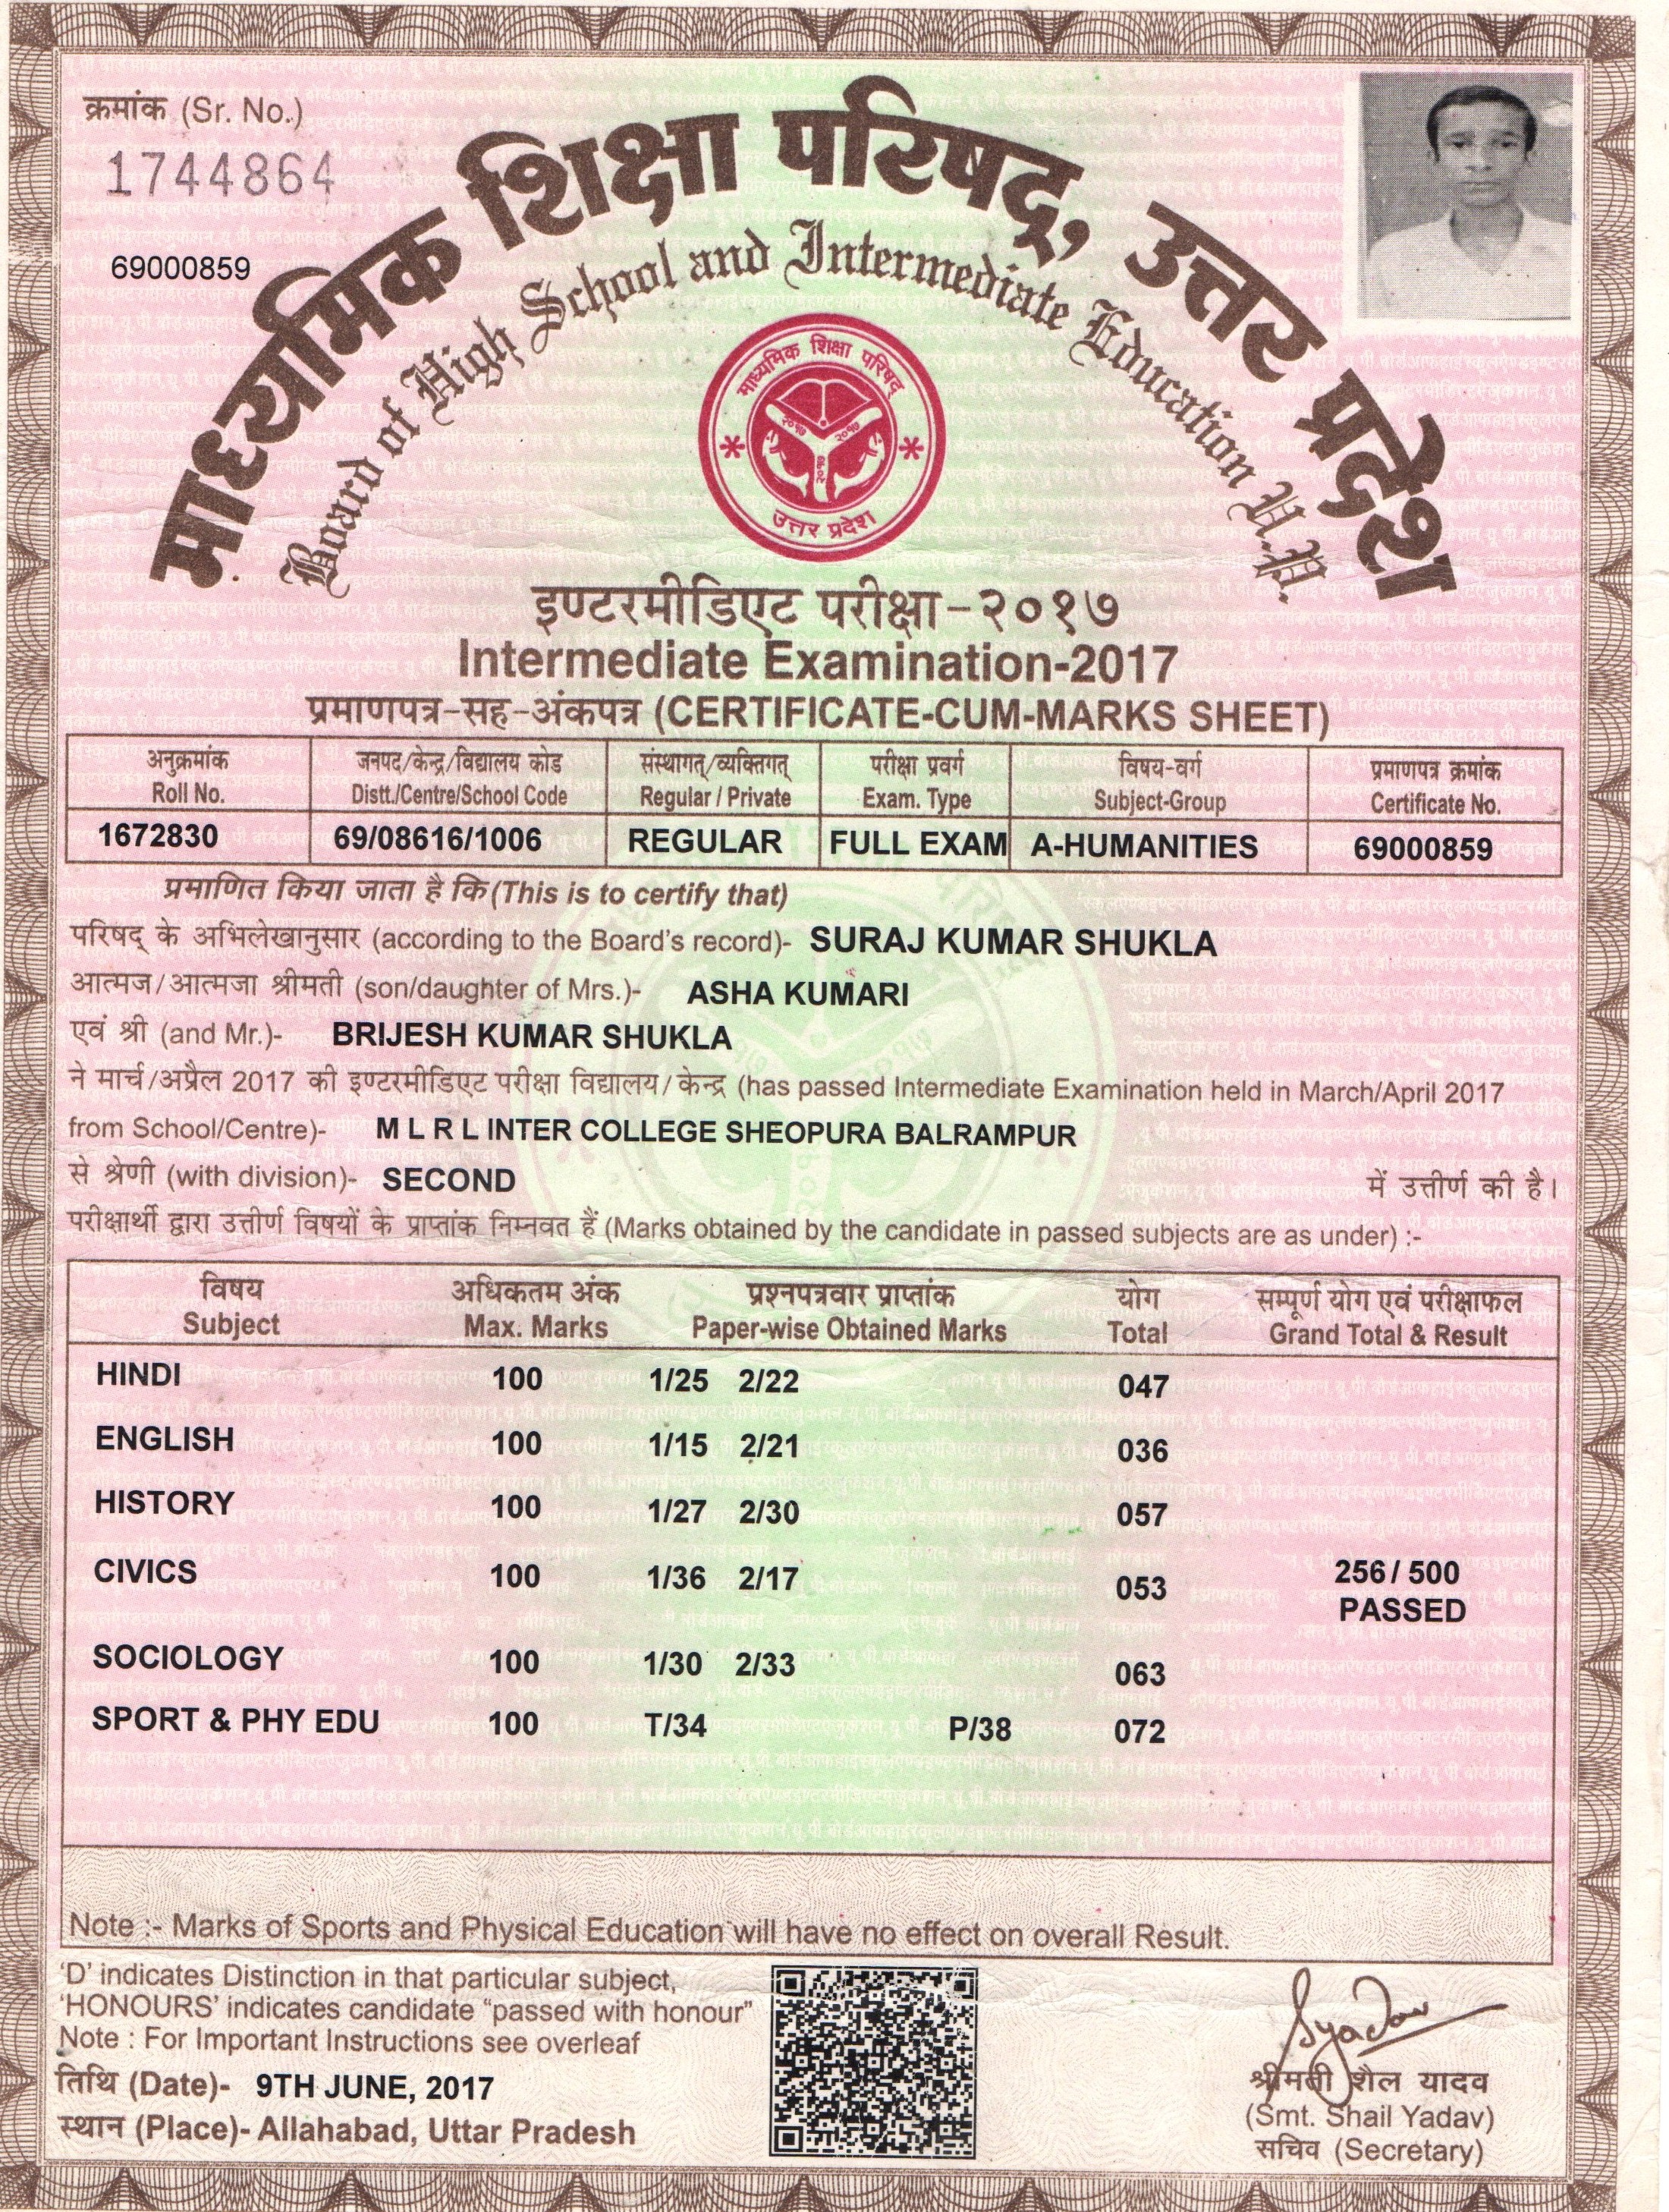 क्रमांक (Sr. No.)
1744864
69000859
माध्यमिक शिक्षा परिषद्, उत्तर प्रदेश
Board of High School and Intermediate Education U.P.
माध्यमिक शिक्षा परिषद्
२०१७ २०१७
२०१७
उत्तर प्रदेश
इण्टरमीडिएट परीक्षा-२०१७
Intermediate Examination-2017
प्रमाणपत्र-सह-अंकपत्र (CERTIFICATE-CUM-MARKS SHEET)
अनुक्रमांक जनपद/केन्द्र/विद्यालय कोड संस्थागत्/व्यक्तिगत् परीक्षा प्रवर्ग विषय-वर्ग प्रमाणपत्र क्रमांक
Roll No. Distt./Centre/School Code Regular / Private Exam. Type Subject-Group Certificate No.
1672830 69/08616/1006 REGULAR FULL EXAM A-HUMANITIES 69000859
प्रमाणित किया जाता है कि (This is to certify that)
परिषद् के अभिलेखानुसार (according to the Board's record)- SURAJ KUMAR SHUKLA
आत्मज/आत्मजा श्रीमती (son/daughter of Mrs.)- ASHA KUMARI
एवं श्री (and Mr.)- BRIJESH KUMAR SHUKLA
ने मार्च/अप्रैल 2017 की इण्टरमीडिएट परीक्षा विद्यालय/केन्द्र (has passed Intermediate Examination held in March/April 2017
from School/Centre)- M L R L INTER COLLEGE SHEOPURA BALRAMPUR
से श्रेणी (with division)- SECOND में उत्तीर्ण की है।
परीक्षार्थी द्वारा उत्तीर्ण विषयों के प्राप्तांक निम्नवत हैं (Marks obtained by the candidate in passed subjects are as under) :-
विषय अधिकतम अंक प्रश्नपत्रवार प्राप्तांक योग सम्पूर्ण योग एवं परीक्षाफल
Subject Max. Marks Paper-wise Obtained Marks Total Grand Total & Result
HINDI 100 1/25 2/22 047
ENGLISH 100 1/15 2/21 036
HISTORY 100 1/27 2/30 057
CIVICS 100 1/36 2/17 053 256 / 500
PASSED
SOCIOLOGY 100 1/30 2/33 063
SPORT & PHY EDU 100 T/34 P/38 072
Note :- Marks of Sports and Physical Education will have no effect on overall Result.
'D' indicates Distinction in that particular subject,
'HONOURS' indicates candidate "passed with honour"
Note : For Important Instructions see overleaf
तिथि (Date)- 9TH JUNE, 2017
स्थान (Place)- Allahabad, Uttar Pradesh
Syadav
श्रीमती शैल यादव
(Smt. Shail Yadav)
सचिव (Secretary)